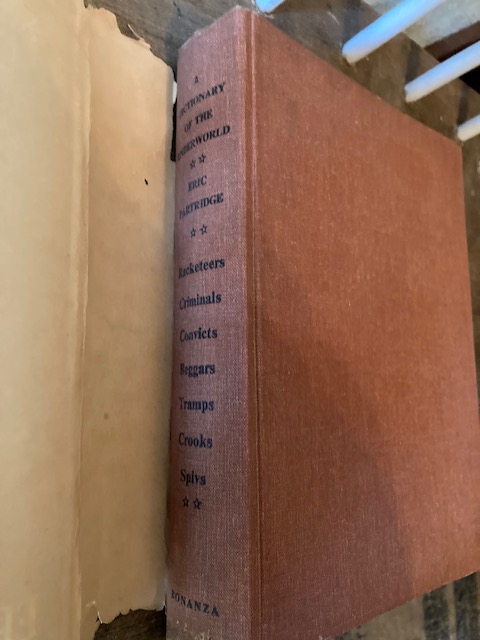 A
DICTIONARY
OF THE
UNDERWORLD
☆ ☆
ERIC
PARTRIDGE
☆ ☆
Racketeers
Criminals
Convicts
Beggars
Tramps
Crooks
Spivs
☆ ☆
BONANZA